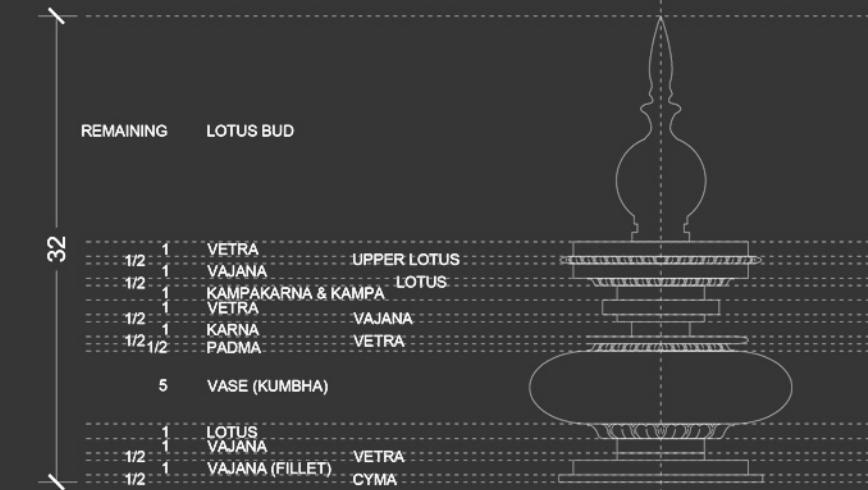 REMAINING LOTUS BUD
32
1 VETRA
1/2 UPPER LOTUS
1 VAJANA
1/2 LOTUS
1 KAMPAKARNA & KAMPA
1 VETRA
1/2 VAJANA
1 KARNA
1/2 VETRA
1/2 PADMA
5 VASE (KUMBHA)
1 LOTUS
1 VAJANA
1/2 VETRA
1 VAJANA (FILLET)
1/2 CYMA